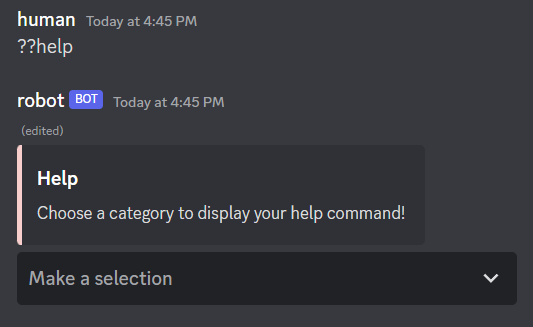 human Today at 4:45 PM
??help
robot BOT Today at 4:45 PM
(edited)
Help
Choose a category to display your help command!
Make a selection